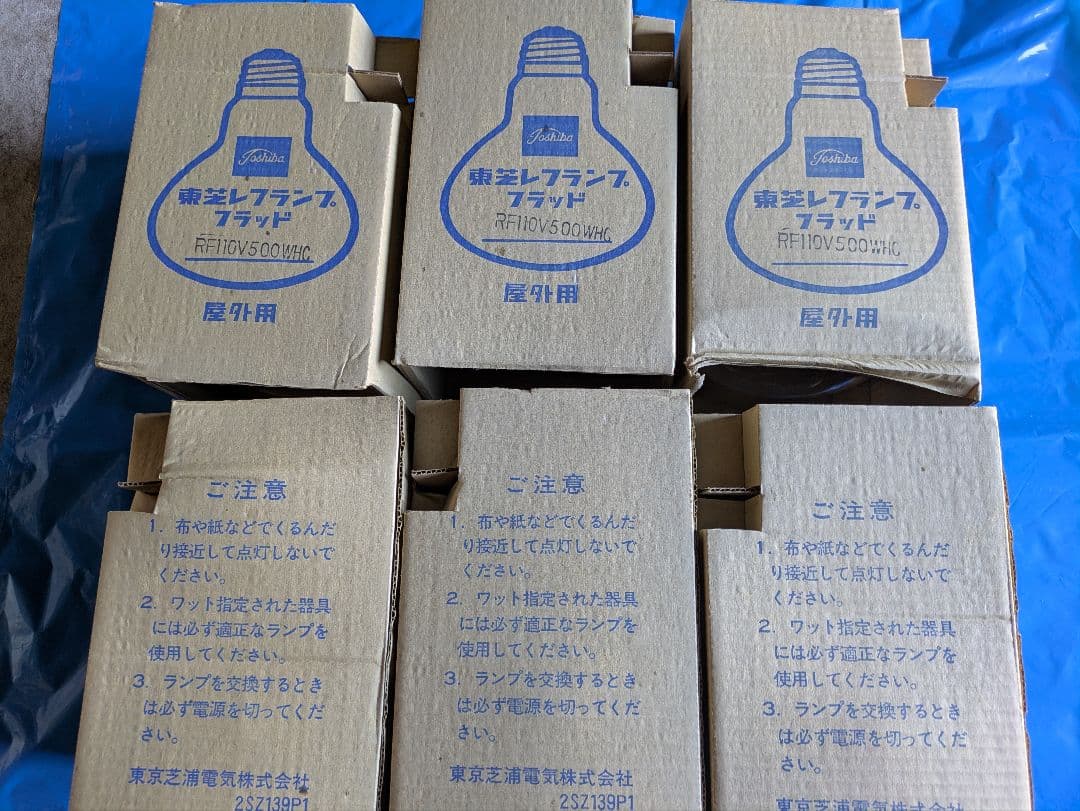 Toshiba
東芝レフランプ
フラッド
RF110V500WHC
屋外用
Toshiba
東芝レフランプ
フラッド
RF110V500WHC
屋外用
Toshiba
東芝レフランプ
フラッド
RF110V500WHC
屋外用
ご注意
1. 布や紙などでくるんだ
り接近して点灯しないで
ください。
2. ワット指定された器具
には必ず適正なランプを
使用してください。
3. ランプを交換するとき
は必ず電源を切ってくだ
さい。
東京芝浦電気株式会社
2SZ139P1
ご注意
1. 布や紙などでくるんだ
り接近して点灯しないで
ください。
2. ワット指定された器具
には必ず適正なランプを
使用してください。
3. ランプを交換するとき
は必ず電源を切ってくだ
さい。
東京芝浦電気株式会社
2SZ139P1
ご注意
1. 布や紙などでくるんだ
り接近して点灯しないで
ください。
2. ワット指定された器具
には必ず適正なランプを
使用してください。
3. ランプを交換するとき
は必ず電源を切ってくだ
さい。
東京芝浦電気株式会社